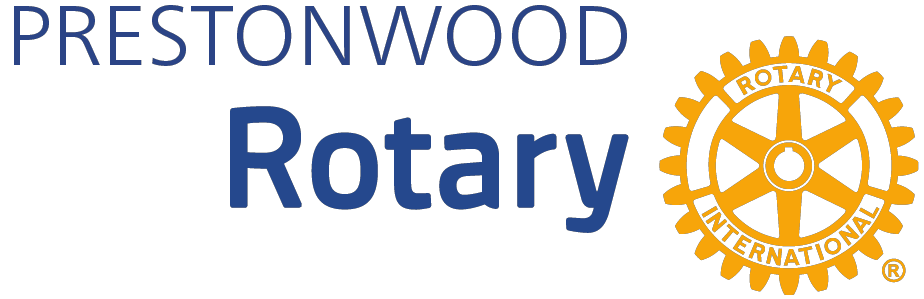 PRESTONWOOD
Rotary
ROTARY
INTERNATIONAL
®